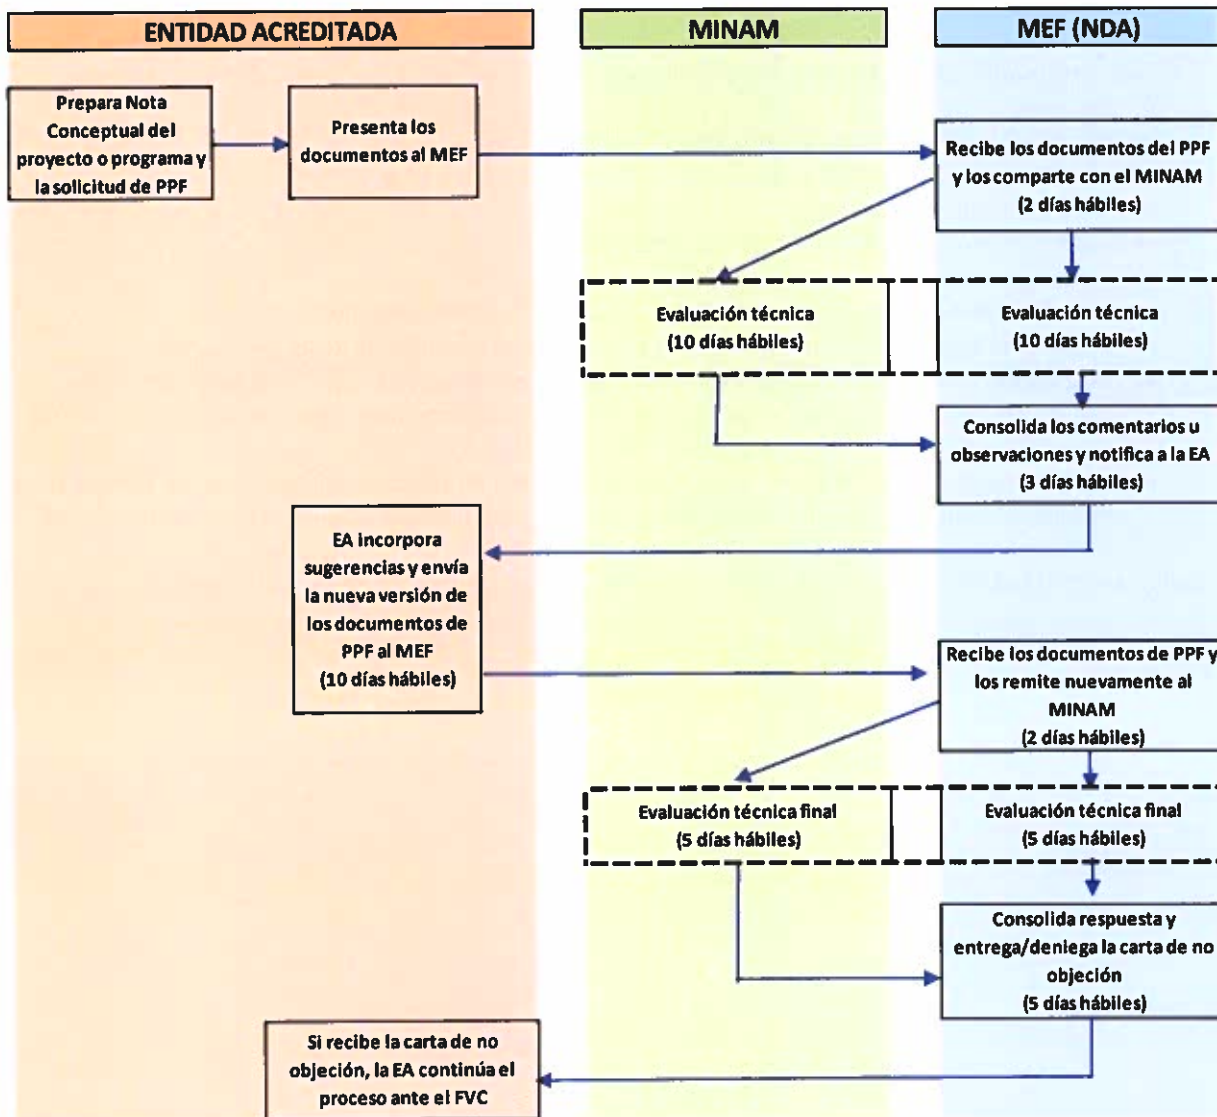 ENTIDAD ACREDITADA
MINAM
MEF (NDA)
Prepara Nota
Conceptual del
proyecto o programa y
la solicitud de PPF
Presenta los
documentos al MEF
Recibe los documentos del PPF
y los comparte con el MINAM
(2 días hábiles)
Evaluación técnica
(10 días hábiles)
Evaluación técnica
(10 días hábiles)
Consolida los comentarios u
observaciones y notifica a la EA
(3 días hábiles)
EA incorpora
sugerencias y envía
la nueva versión de
los documentos de
PPF al MEF
(10 días hábiles)
Recibe los documentos de PPF y
los remite nuevamente al
MINAM
(2 días hábiles)
Evaluación técnica final
(5 días hábiles)
Evaluación técnica final
(5 días hábiles)
Consolida respuesta y
entrega/deniega la carta de no
objeción
(5 días hábiles)
Si recibe la carta de no
objeción, la EA continúa el
proceso ante el FVC